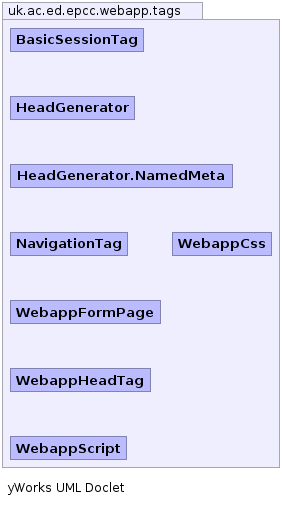 uk.ac.ed.epcc.webapp.tags
BasicSessionTag
HeadGenerator
HeadGenerator.NamedMeta
NavigationTag WebappCss
WebappFormPage
WebappHeadTag
WebappScript
yWorks UML Doclet